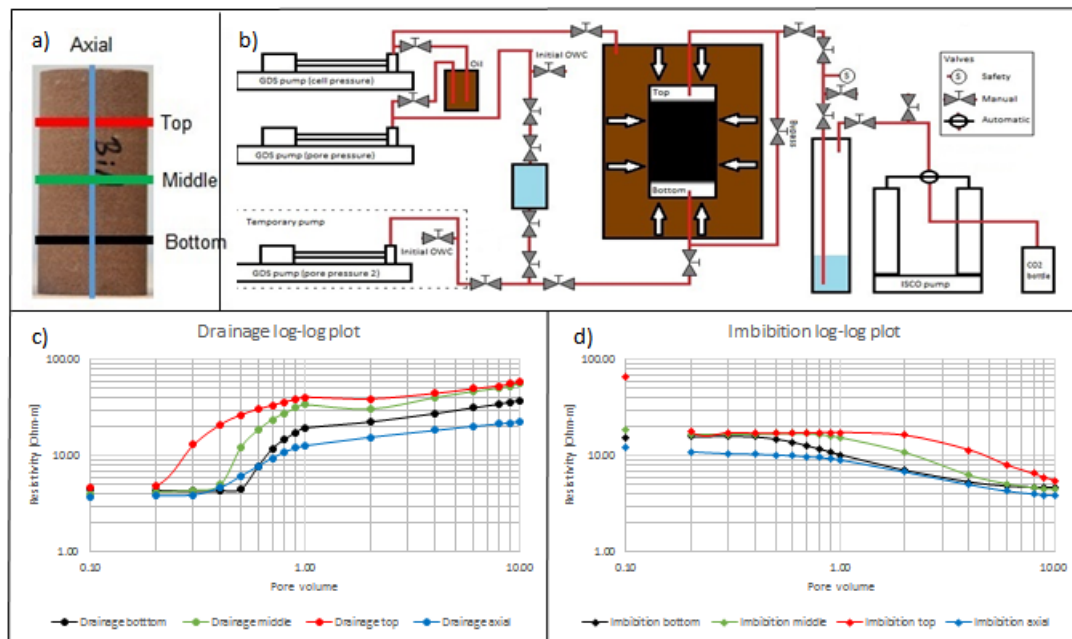 a)
Axial
Bi
Top
Middle
Bottom
b)
GDS pump (cell pressure)
Oil
Initial OWC
GDS pump (pore pressure)
Temporary pump
Initial OWC
GDS pump (pore pressure 2)
Top
Bottom
Bypass
S
Valves
S Safety
Manual
Automatic
ISCO pump
CO2
bottle
c)
Drainage log-log plot
100.00
10.00
1.00
Resistivity [Ohm-m]
0.10 1.00 10.00
Pore volume
Drainage botttom Drainage middle Drainage top Drainage axial
d)
Imbibition log-log plot
100.00
10.00
1.00
Resistivity [Ohm-m]
0.10 1.00 10.00
Pore volume
Imbibition bottom Imbibition middle Imbibition top Imbibition axial